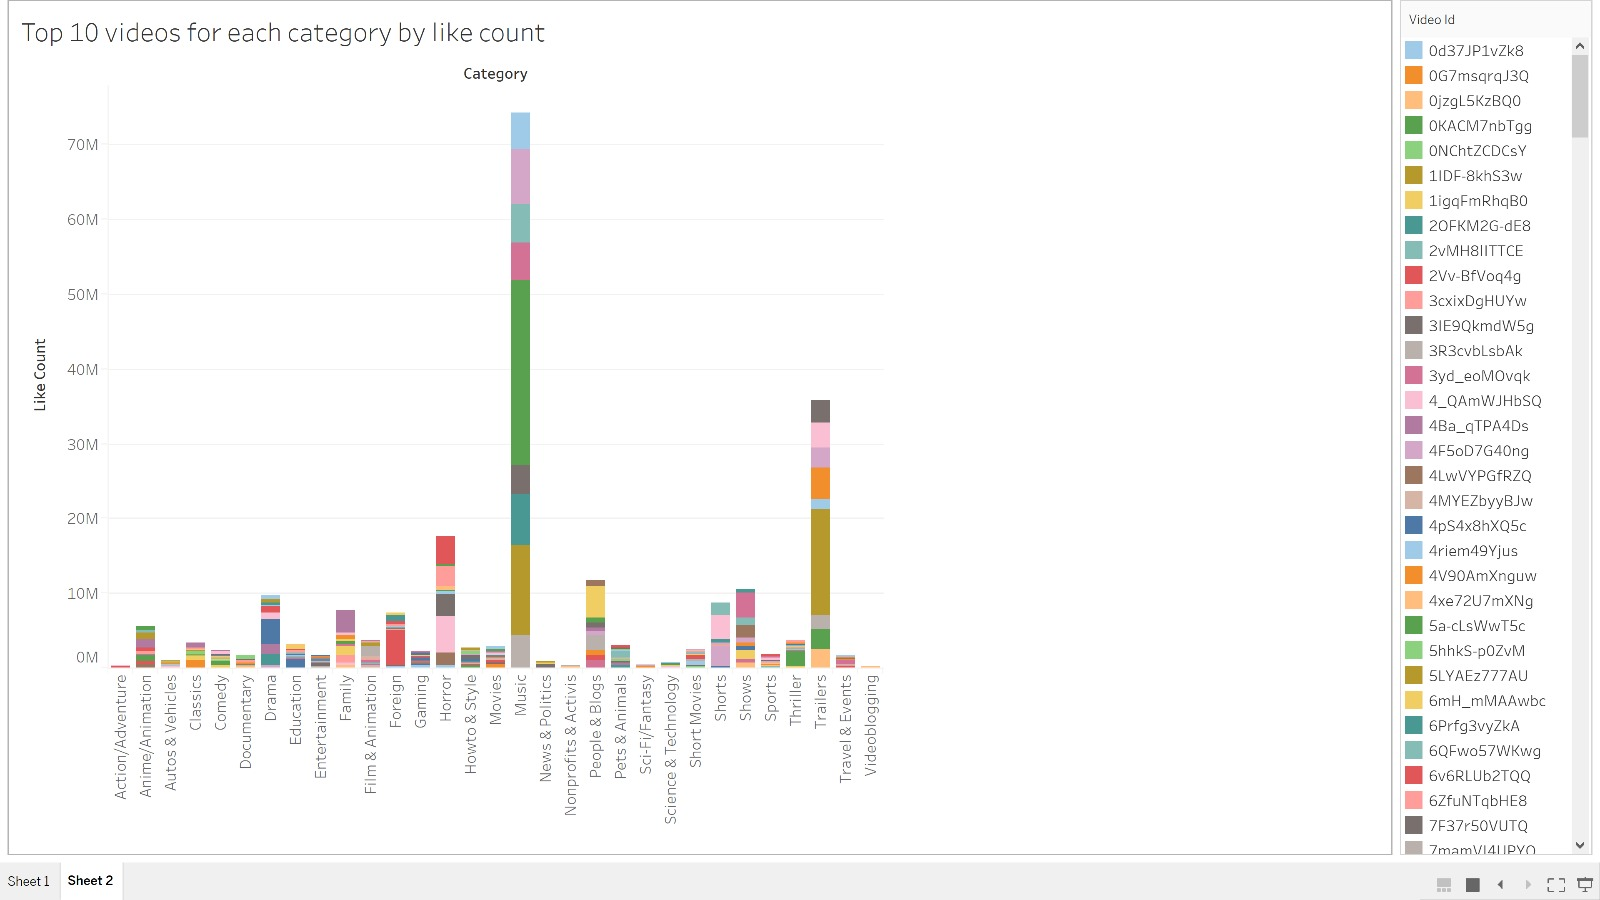 Top 10 videos for each category by like count
Category
Like Count
70M
60M
50M
40M
30M
20M
10M
0M
Action/Adventure
Anime/Animation
Autos & Vehicles
Classics
Comedy
Documentary
Drama
Education
Entertainment
Family
Film & Animation
Foreign
Gaming
Horror
Howto & Style
Movies
Music
News & Politics
Nonprofits & Activis
People & Blogs
Pets & Animals
Sci-Fi/Fantasy
Science & Technology
Short Movies
Shorts
Shows
Sports
Thriller
Trailers
Travel & Events
Videoblogging
Video Id
0d37JP1vZk8
0G7msqrqJ3Q
0jzgL5KzBQ0
0KACM7nbTgg
0NChtZCDCsY
1IDF-8khS3w
1igqFmRhqB0
2OFKM2G-dE8
2vMH8IITTCE
2Vv-BfVoq4g
3cxixDgHUYw
3IE9QkmdW5g
3R3cvbLsbAk
3yd_eoMOvqk
4_QAmWJHbSQ
4Ba_qTPA4Ds
4F5oD7G40ng
4LwVYPGfRZQ
4MYEZbyyBJw
4pS4x8hXQ5c
4riem49Yjus
4V90AmXnguw
4xe72U7mXNg
5a-cLsWwT5c
5hhkS-p0ZvM
5LYAEz777AU
6mH_mMAAwbc
6Prfg3vyZkA
6QFwo57WKwg
6v6RLUb2TQQ
6ZfuNTqbHE8
7F37r50VUTQ
7mamVI4UPYO
Sheet 1
Sheet 2